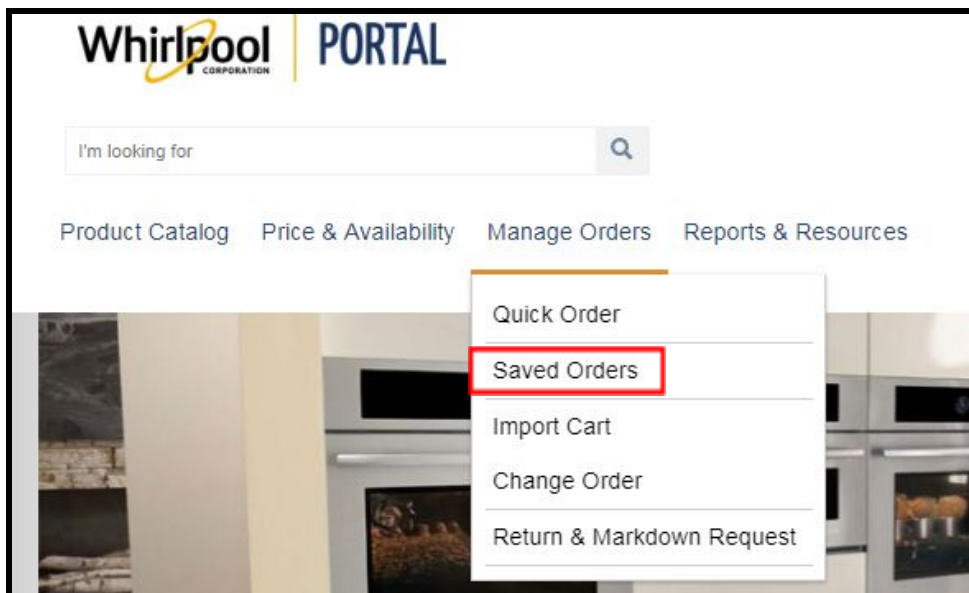 Whirlpool PORTAL
CORPORATION
I'm looking for
Product Catalog Price & Availability Manage Orders Reports & Resources
Quick Order
Saved Orders
Import Cart
Change Order
Return & Markdown Request